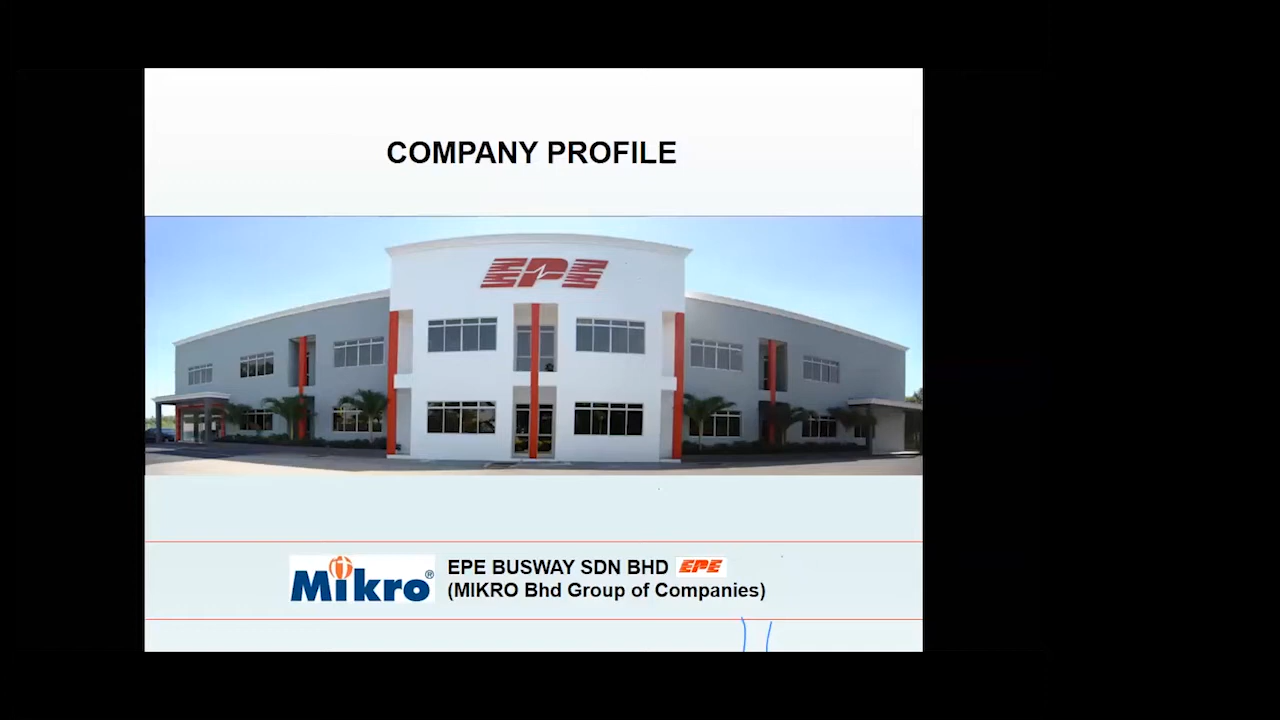 COMPANY PROFILE
EPE
Mikro®
EPE BUSWAY SDN BHD EPE
(MIKRO Bhd Group of Companies)